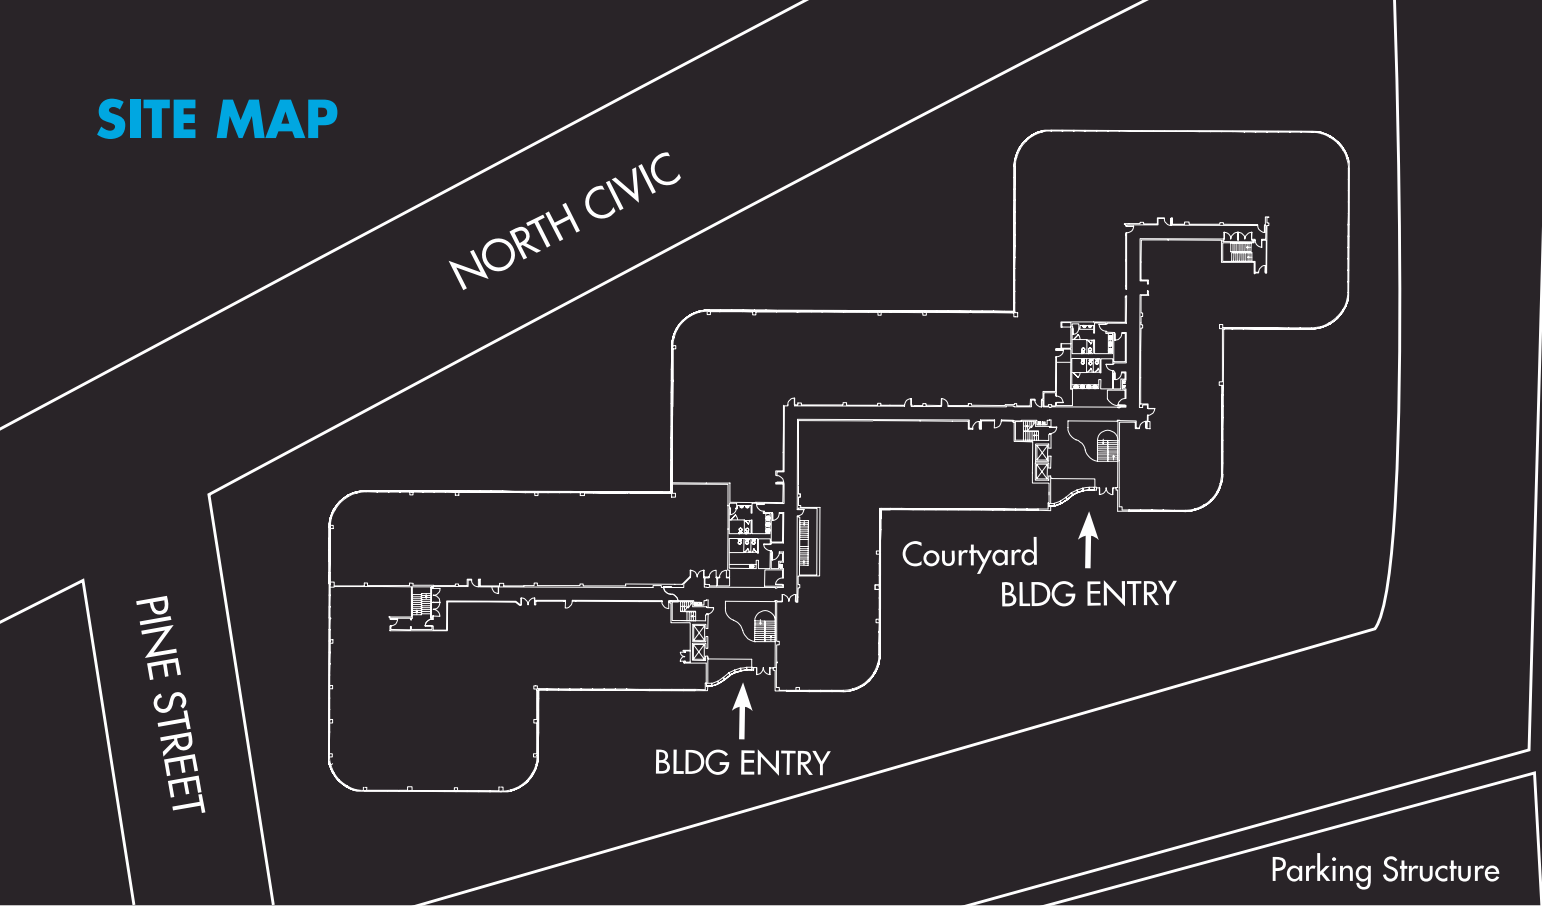 SITE MAP
NORTH CIVIC
Courtyard
BLDG ENTRY
PINE STREET
BLDG ENTRY
Parking Structure